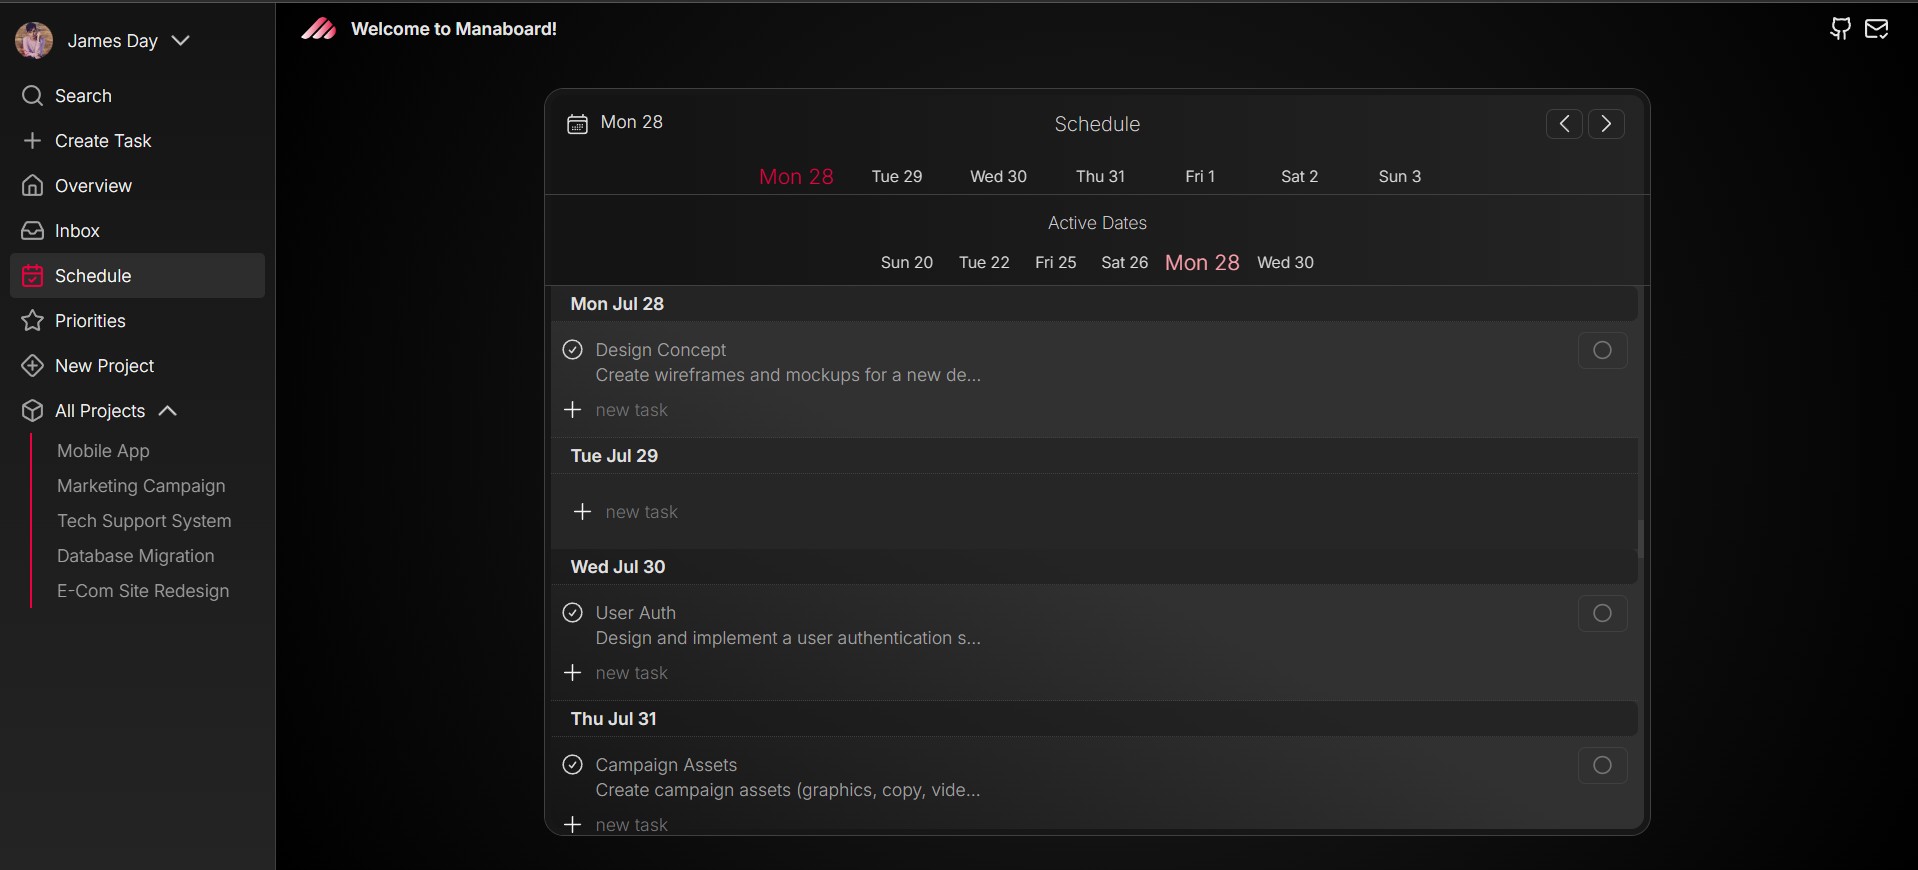 James Day
Search
Create Task
Overview
Inbox
Schedule
Priorities
New Project
All Projects
Mobile App
Marketing Campaign
Tech Support System
Database Migration
E-Com Site Redesign
Welcome to Manaboard!
Mon 28
Schedule
Mon 28 Tue 29 Wed 30 Thu 31 Fri 1 Sat 2 Sun 3
Active Dates
Sun 20 Tue 22 Fri 25 Sat 26 Mon 28 Wed 30
Mon Jul 28
Design Concept
Create wireframes and mockups for a new de...
new task
Tue Jul 29
new task
Wed Jul 30
User Auth
Design and implement a user authentication s...
new task
Thu Jul 31
Campaign Assets
Create campaign assets (graphics, copy, vide...
new task